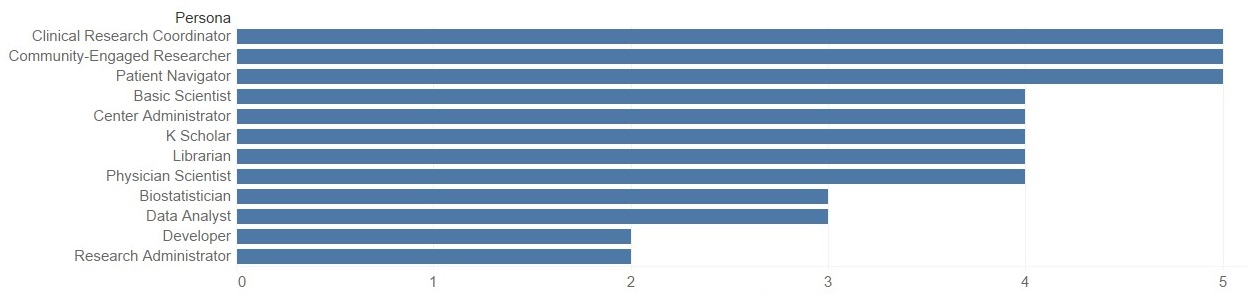 Persona
Clinical Research Coordinator
Community-Engaged Researcher
Patient Navigator
Basic Scientist
Center Administrator
K Scholar
Librarian
Physician Scientist
Biostatistician
Data Analyst
Developer
Research Administrator
0 1 2 3 4 5